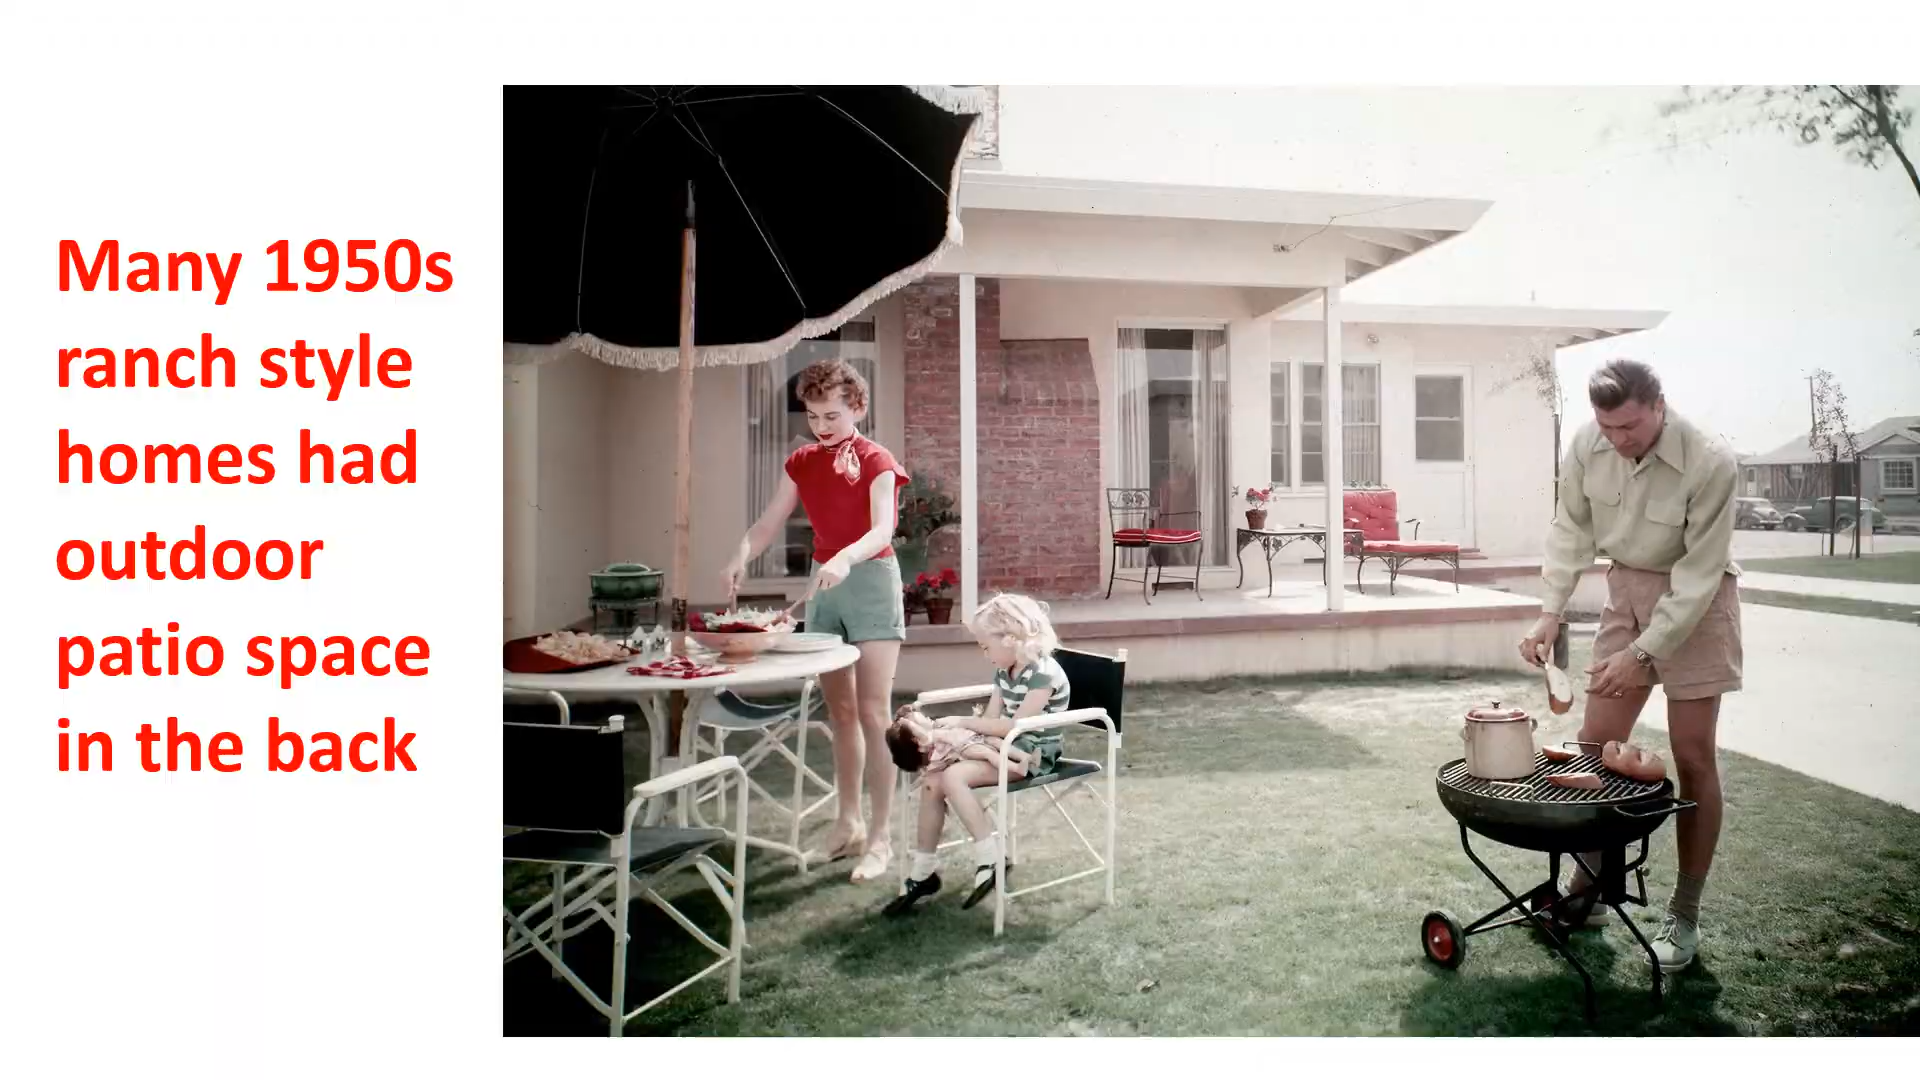 Many 1950s
ranch style
homes had
outdoor
patio space
in the back